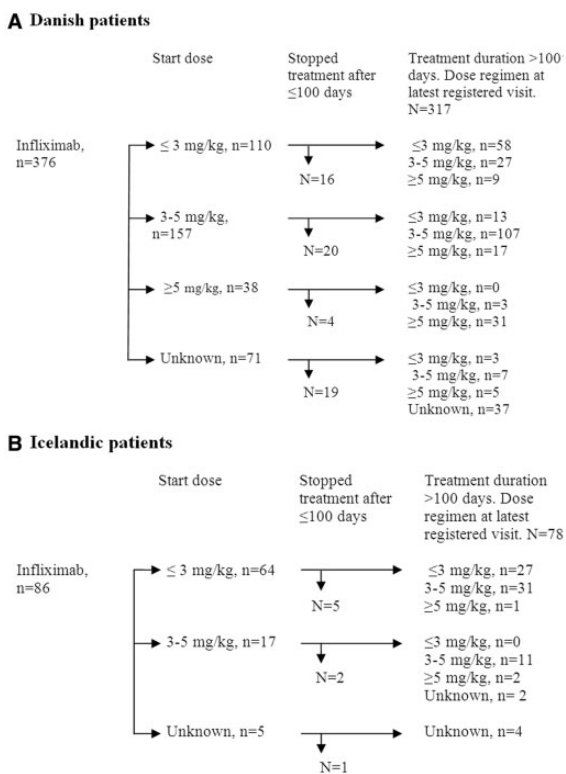 A Danish patients
Start dose
Stopped
treatment after
≤100 days
Treatment duration >100
days. Dose regimen at
latest registered visit.
N=317
Infliximab,
n=376
≤ 3 mg/kg, n=110
N=16
≤3 mg/kg, n=58
3-5 mg/kg, n=27
≥5 mg/kg, n=9
3-5 mg/kg,
n=157
N=20
≤3 mg/kg, n=13
3-5 mg/kg, n=107
≥5 mg/kg, n=17
≥5 mg/kg, n=38
N=4
≤3 mg/kg, n=0
3-5 mg/kg, n=3
≥5 mg/kg, n=31
Unknown, n=71
N=19
≤3 mg/kg, n=3
3-5 mg/kg, n=7
≥5 mg/kg, n=5
Unknown, n=37
B Icelandic patients
Start dose
Stopped
treatment after
≤100 days
Treatment duration
>100 days. Dose
regimen at latest
registered visit. N=78
Infliximab,
n=86
≤ 3 mg/kg, n=64
N=5
≤3 mg/kg, n=27
3-5 mg/kg, n=31
≥5 mg/kg, n=1
3-5 mg/kg, n=17
N=2
≤3 mg/kg, n=0
3-5 mg/kg, n=11
≥5 mg/kg, n=2
Unknown, n= 2
Unknown, n=5
N=1
Unknown, n=4